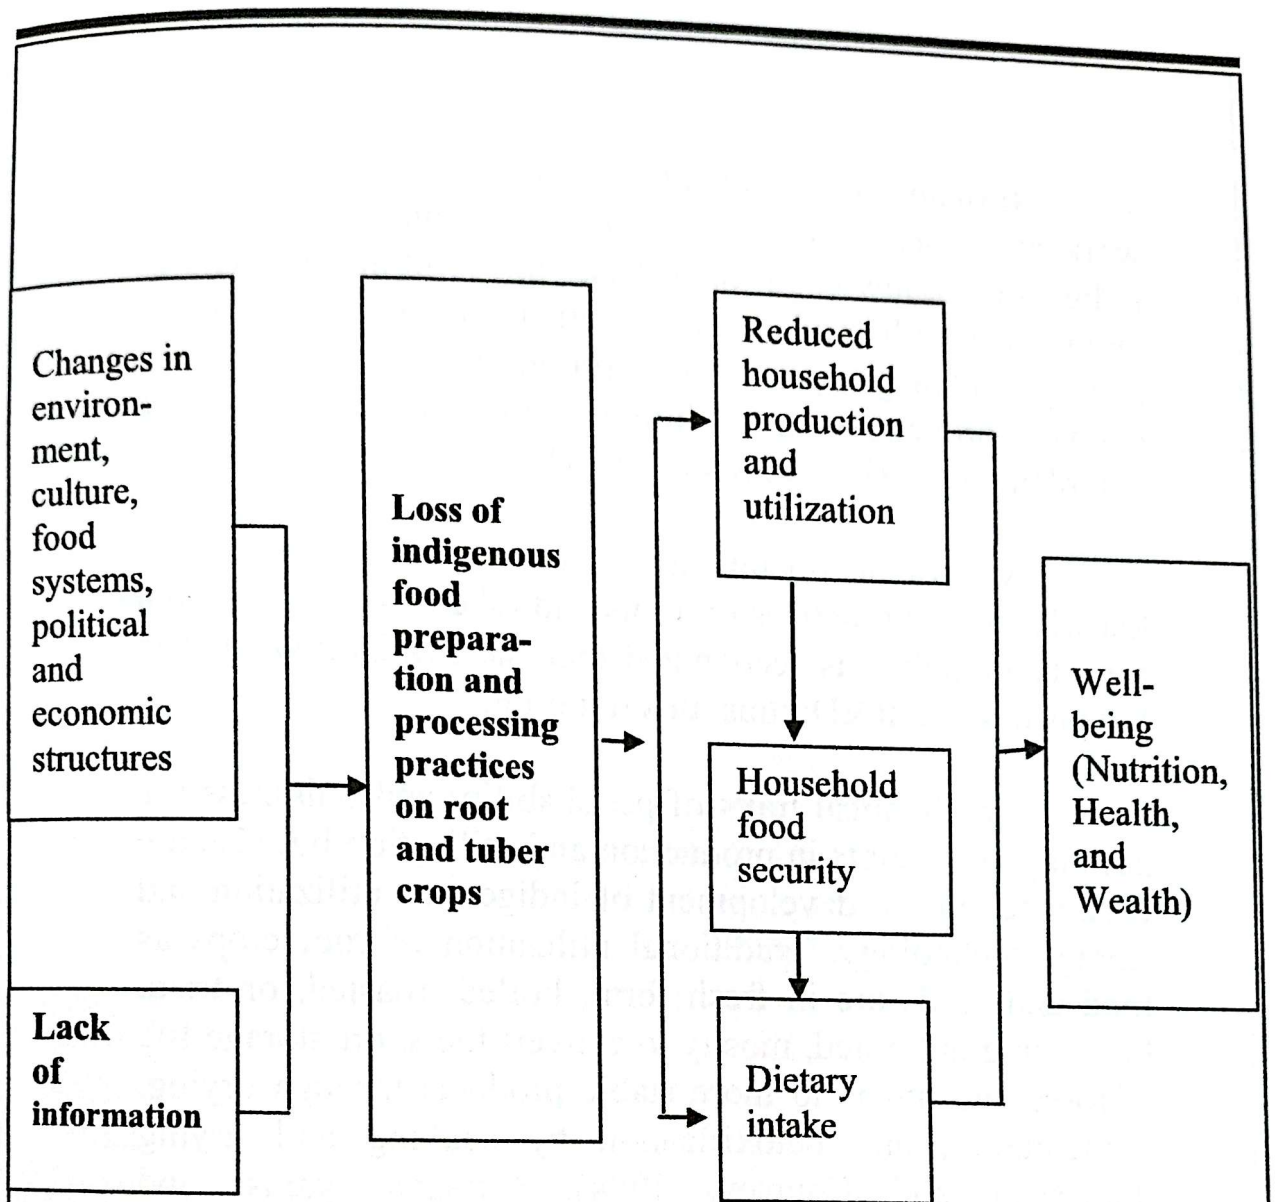 Changes in
environ-
ment,
culture,
food
systems,
political
and
economic
structures
Lack
of
information
Loss of
indigenous
food
prepara-
tion and
processing
practices
on root
and tuber
crops
Reduced
household
production
and
utilization
Household
food
security
Dietary
intake
Well-
being
(Nutrition,
Health,
and
Wealth)